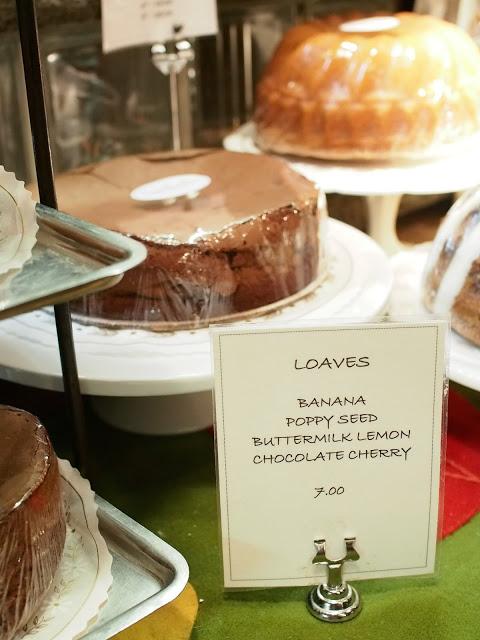 LOAVES
BANANA
POPPY SEED
BUTTERMILK LEMON
CHOCOLATE CHERRY
7.00